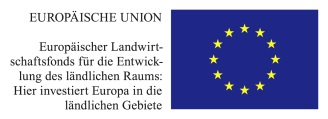 EUROPÄISCHE UNION
Europäischer Landwirt-
schaftsfonds für die Entwick-
lung des ländlichen Raums:
Hier investiert Europa in die
ländlichen Gebiete